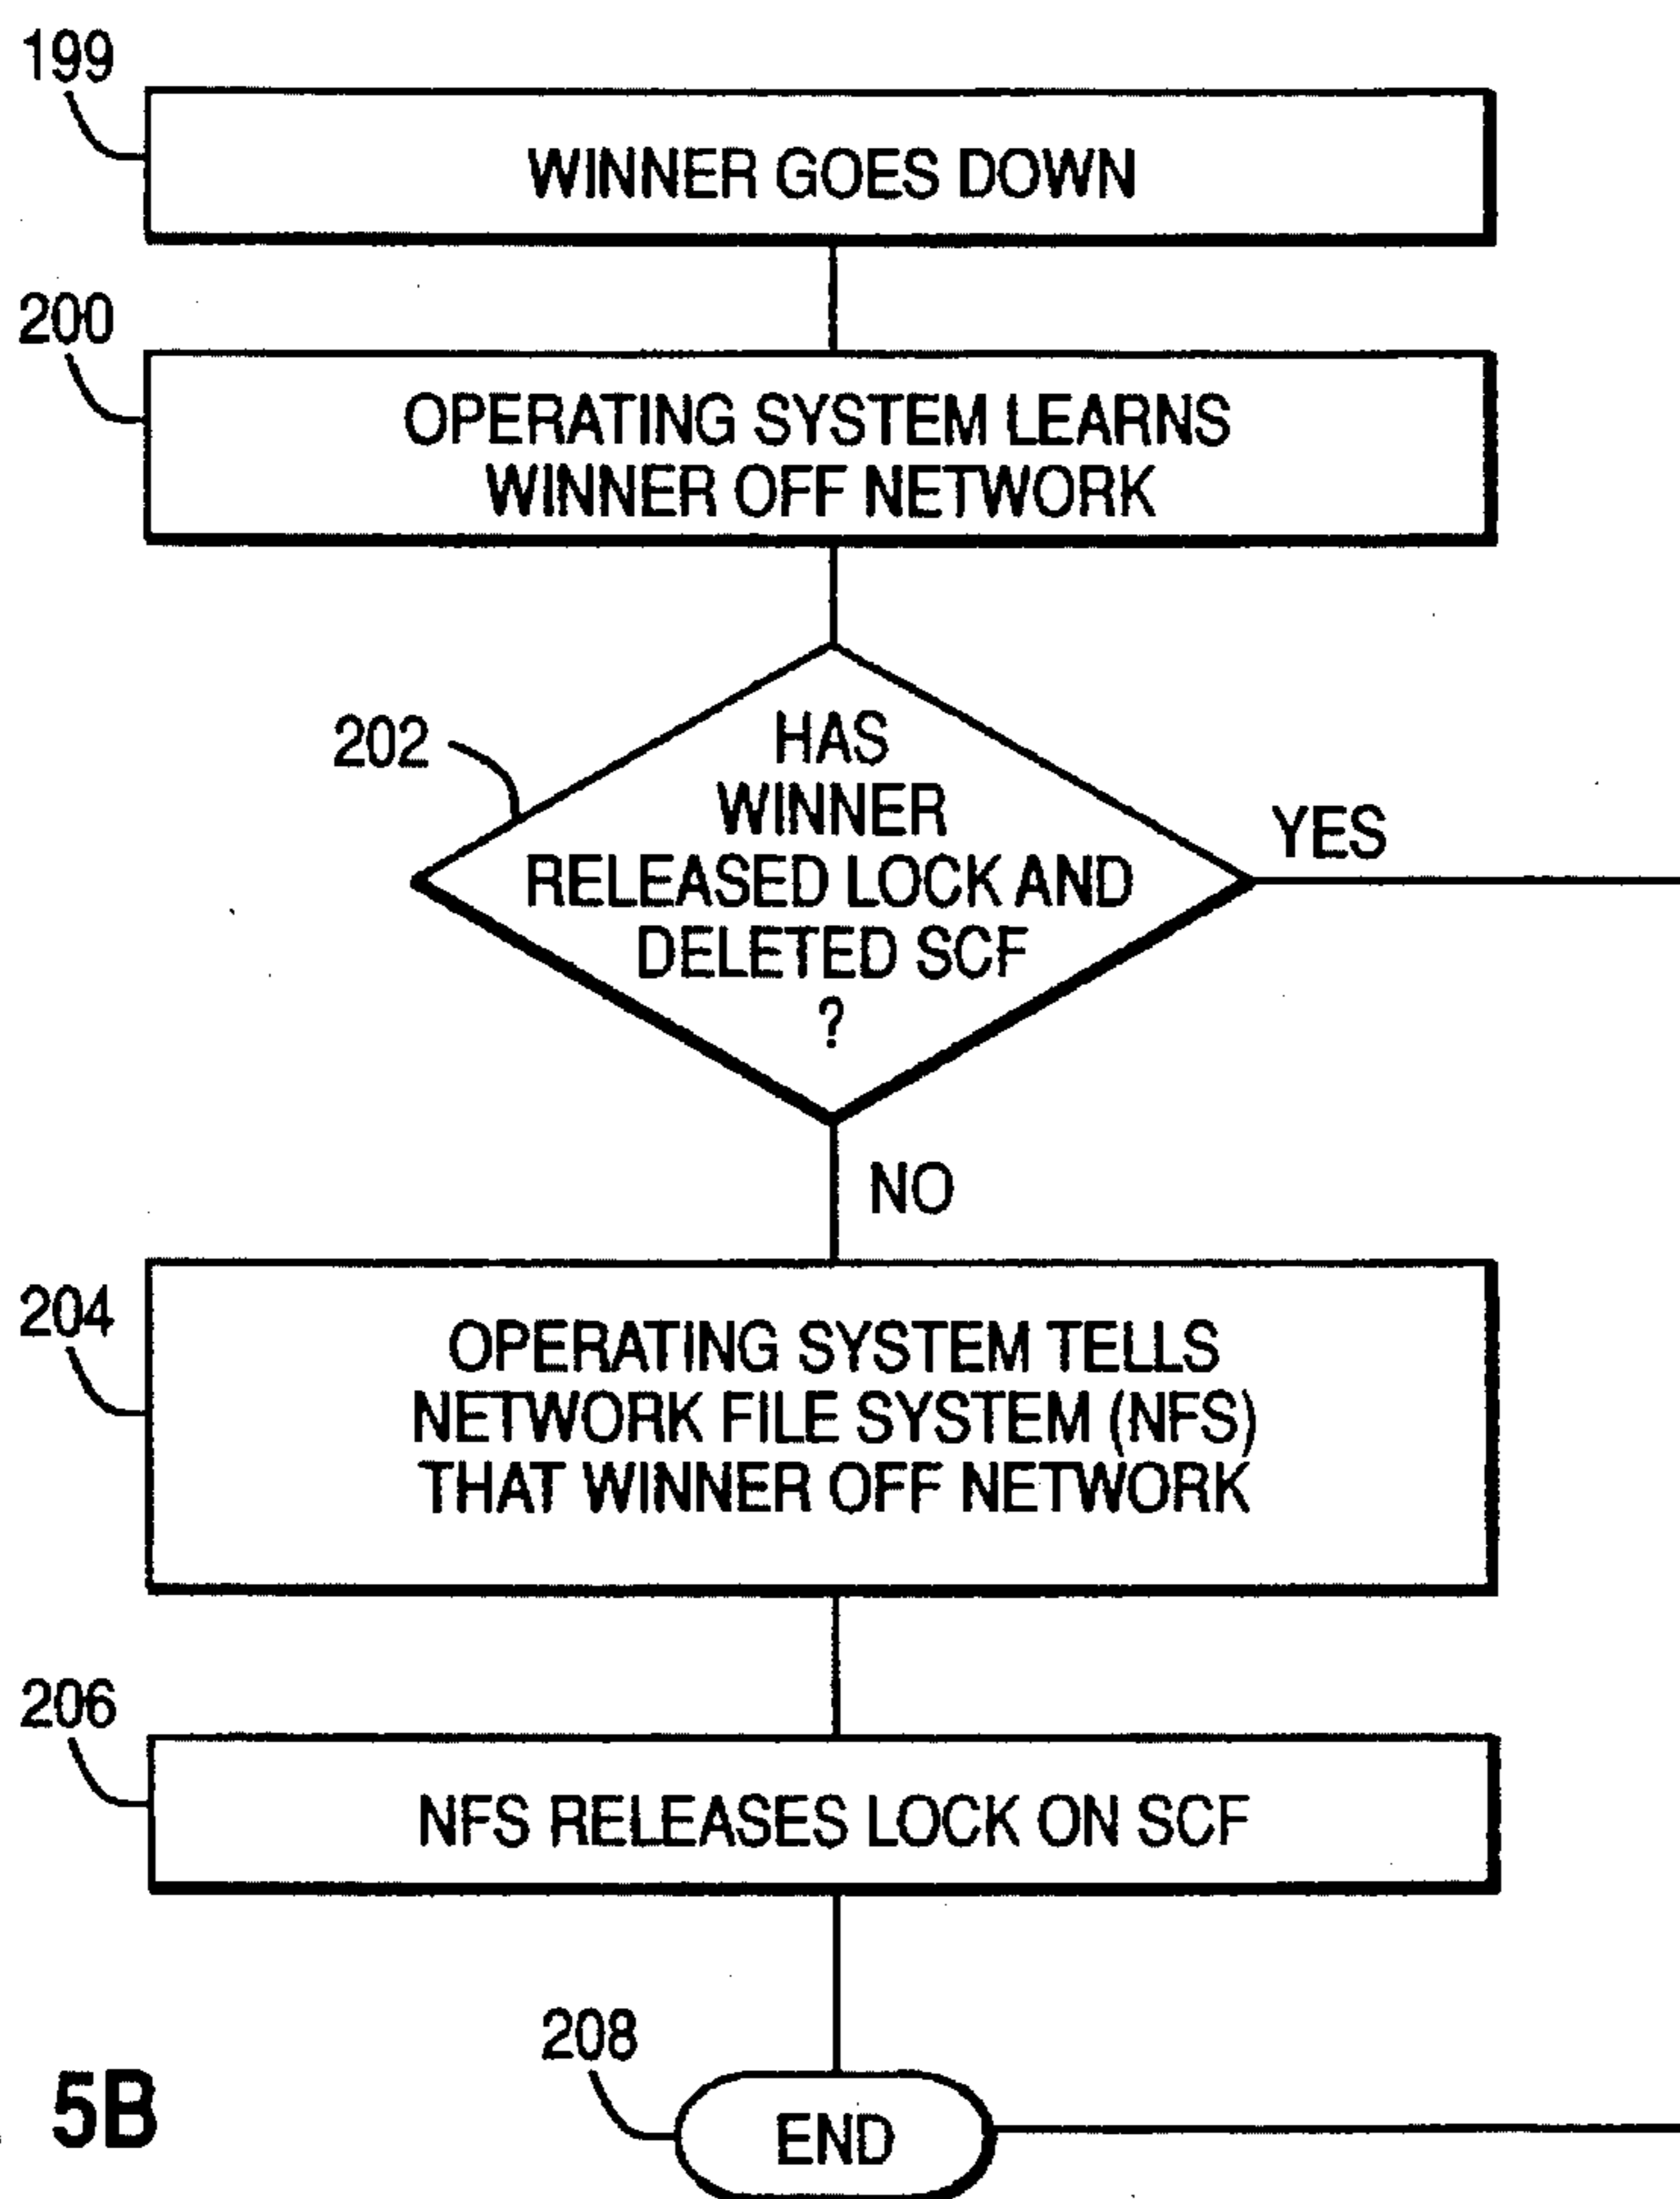 199
WINNER GOES DOWN
200
OPERATING SYSTEM LEARNS
WINNER OFF NETWORK
202
HAS
WINNER
RELEASED LOCK AND
DELETED SCF
?
YES
NO
204
OPERATING SYSTEM TELLS
NETWORK FILE SYSTEM (NFS)
THAT WINNER OFF NETWORK
206
NFS RELEASES LOCK ON SCF
208
END
5B